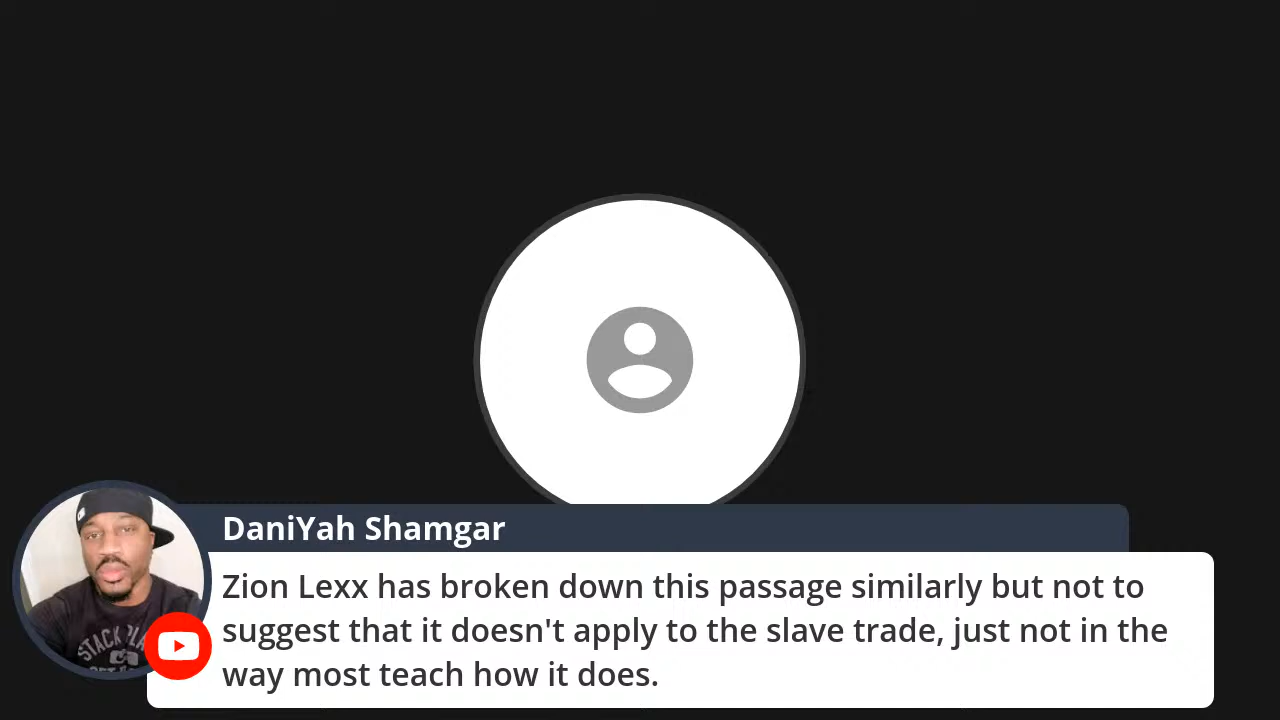 DaniYah Shamgar
Zion Lexx has broken down this passage similarly but not to
suggest that it doesn't apply to the slave trade, just not in the
way most teach how it does.